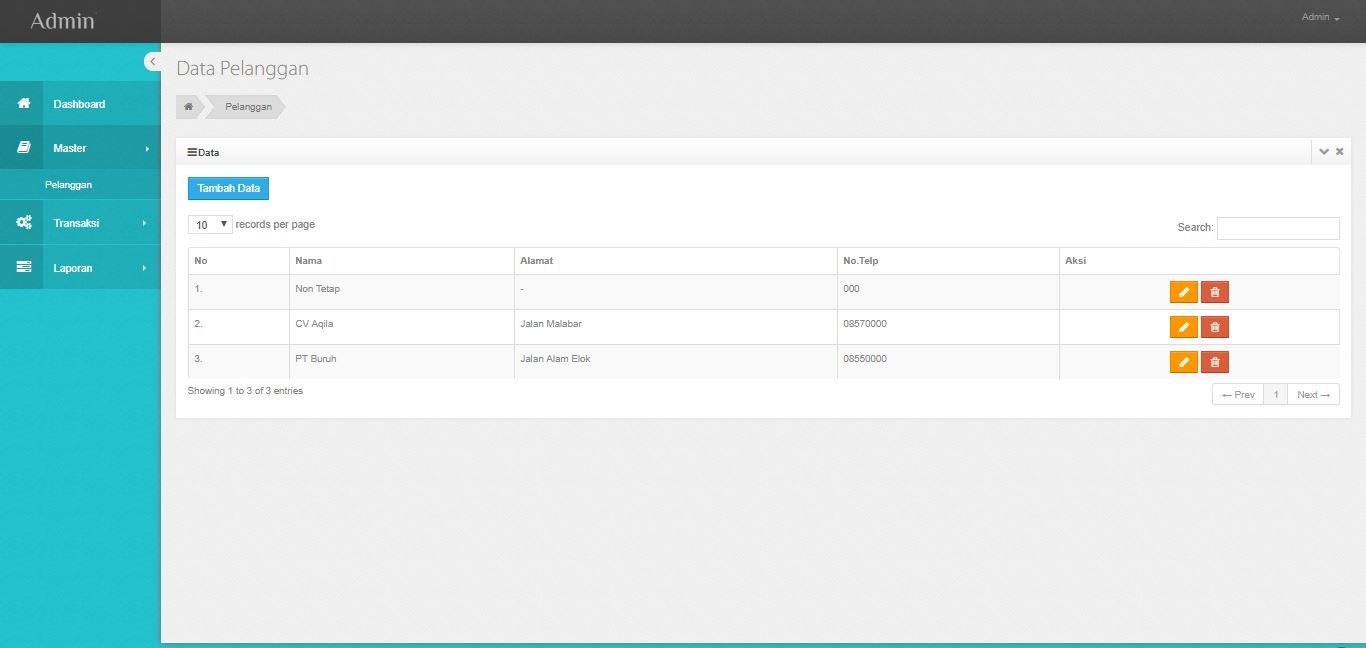 Admin
Admin
Data Pelanggan
Dashboard
Pelanggan
Master
Data
Pelanggan
Tambah Data
Transaksi
10 records per page
Search:
Laporan
No Nama Alamat No.Telp Aksi
1. Non Tetap - 000
2. CV Aqila Jalan Malabar 08570000
3. PT Buruh Jalan Alam Elok 08550000
Showing 1 to 3 of 3 entries
← Prev 1 Next →